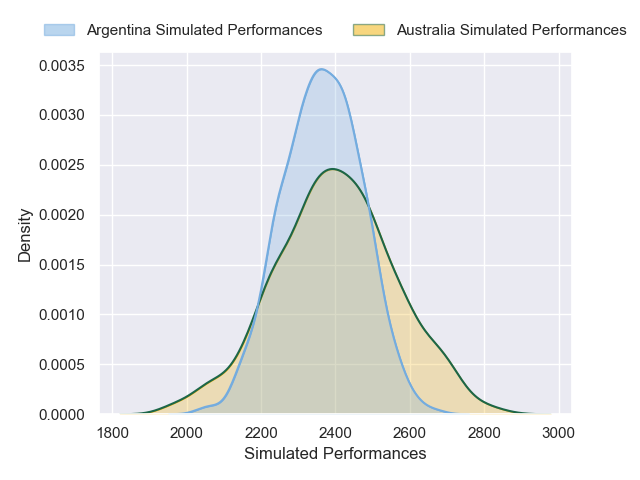 Argentina Simulated Performances Australia Simulated Performances
0.0035
0.0030
0.0025
0.0020
0.0015
0.0010
0.0005
0.0000
Density
1800 2000 2200 2400 2600 2800 3000
Simulated Performances